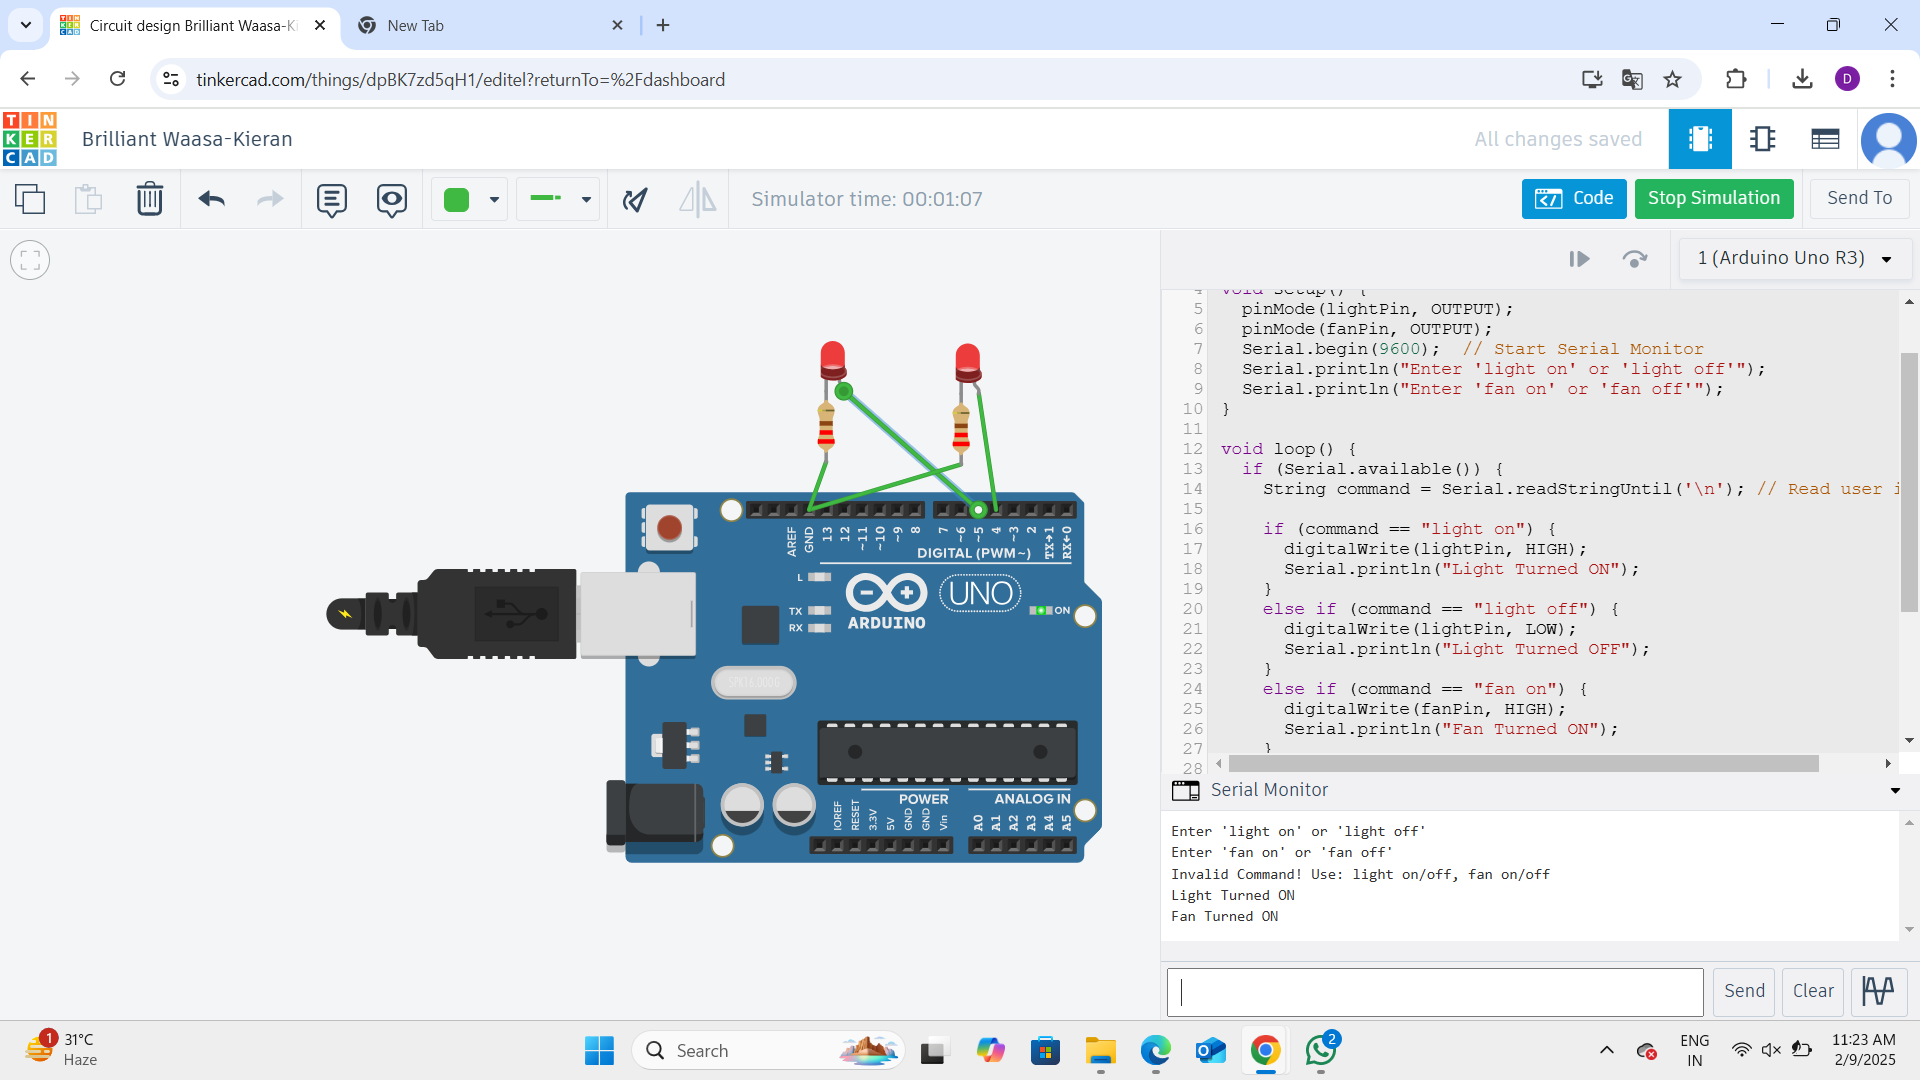 Circuit design Brilliant Waasa-Ki
New Tab
tinkercad.com/things/dpBK7zd5qH1/editel?returnTo=%2Fdashboard
D
TIN
KER
CAD
Brilliant Waasa-Kieran
All changes saved
Simulator time: 00:01:07
Code
Stop Simulation
Send To
1 (Arduino Uno R3)
4 void setup() {
5 pinMode(lightPin, OUTPUT);
6 pinMode(fanPin, OUTPUT);
7 Serial.begin(9600);  // Start Serial Monitor
8 Serial.println("Enter 'light on' or 'light off'");
9 Serial.println("Enter 'fan on' or 'fan off'");
10 }
11
12 void loop() {
13 if (Serial.available()) {
14 String command = Serial.readStringUntil('\n'); // Read user i
15
16 if (command == "light on") {
17 digitalWrite(lightPin, HIGH);
18 Serial.println("Light Turned ON");
19 }
20 else if (command == "light off") {
21 digitalWrite(lightPin, LOW);
22 Serial.println("Light Turned OFF");
23 }
24 else if (command == "fan on") {
25 digitalWrite(fanPin, HIGH);
26 Serial.println("Fan Turned ON");
27 }
28
AREF
GND
13
12
~11
~10
~9
8
7
~6
~5
4
~3
2
TX→1
RX←0
DIGITAL (PWM~)
L
TX
RX
UNO
ARDUINO
ON
POWER
ANALOG IN
IOREF
RESET
3.3V
5V
GND
GND
Vin
A0
A1
A2
A3
A4
A5
Serial Monitor
Enter 'light on' or 'light off'
Enter 'fan on' or 'fan off'
Invalid Command! Use: light on/off, fan on/off
Light Turned ON
Fan Turned ON
Send
Clear
1
31°C
Haze
Search
2
ENG
IN
11:23 AM
2/9/2025